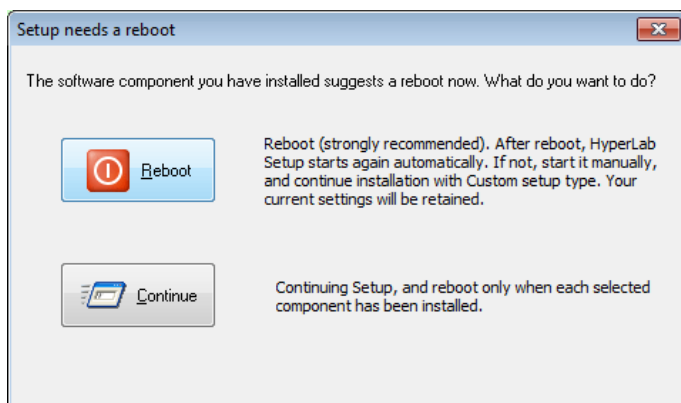 Setup needs a reboot
The software component you have installed suggests a reboot now. What do you want to do?
Reboot
Reboot (strongly recommended). After reboot, HyperLab
Setup starts again automatically. If not, start it manually,
and continue installation with Custom setup type. Your
current settings will be retained.
Continue
Continuing Setup, and reboot only when each selected
component has been installed.